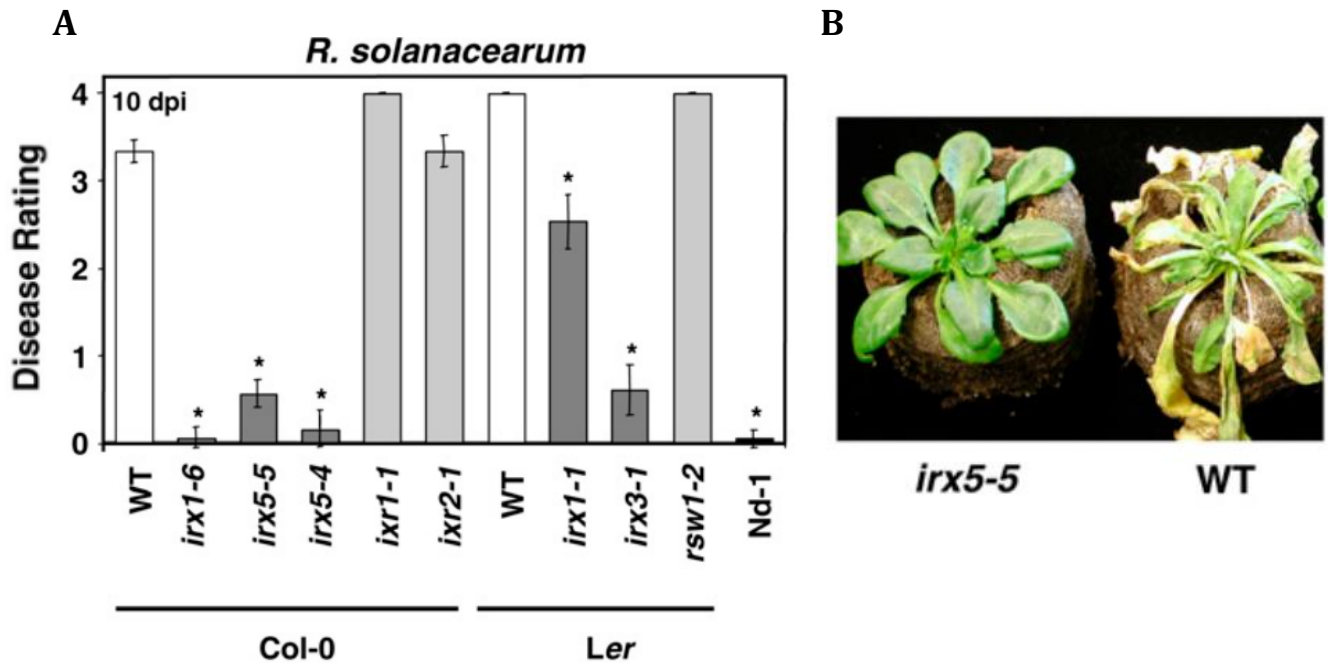 A
B
R. solanacearum
10 dpi
Disease Rating
4
3
2
1
0
WT
irx1-6
irx5-5
irx5-4
ixr1-1
ixr2-1
WT
irx1-1
irx3-1
rsw1-2
Nd-1
*
*
*
*
*
*
Col-0
Ler
irx5-5
WT